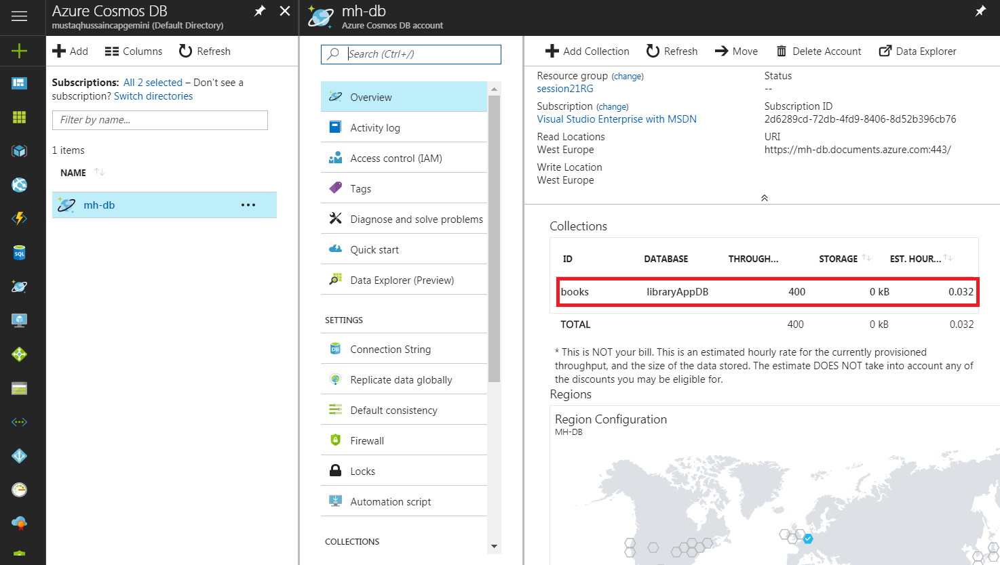 Azure Cosmos DB
mustaqhussaincapgemini (Default Directory)
Add
Columns
Refresh
Subscriptions: All 2 selected – Don't see a
subscription? Switch directories
Filter by name...
1 items
NAME
mh-db
mh-db
Azure Cosmos DB account
Search (Ctrl+/)
Overview
Activity log
Access control (IAM)
Tags
Diagnose and solve problems
Quick start
Data Explorer (Preview)
SETTINGS
DB
Connection String
Replicate data globally
Default consistency
Firewall
Locks
Automation script
COLLECTIONS
SQL
Add Collection
Refresh
Move
Delete Account
Data Explorer
Resource group (change)
session21RG
Status
--
Subscription (change)
Visual Studio Enterprise with MSDN
Subscription ID
2d6289cd-72db-4fd9-8406-8d52b396cb76
Read Locations
West Europe
URI
https://mh-db.documents.azure.com:443/
Write Location
West Europe
Collections
ID DATABASE THROUGH... STORAGE EST. HOUR...
books libraryAppDB 400 0 kB 0.032
TOTAL 400 0 kB 0.032
* This is NOT your bill. This is an estimated hourly rate for the currently provisioned
throughput, and the size of the data stored. The estimate DOES NOT take into account any of
the discounts you may be eligible for.
Regions
Region Configuration
MH-DB